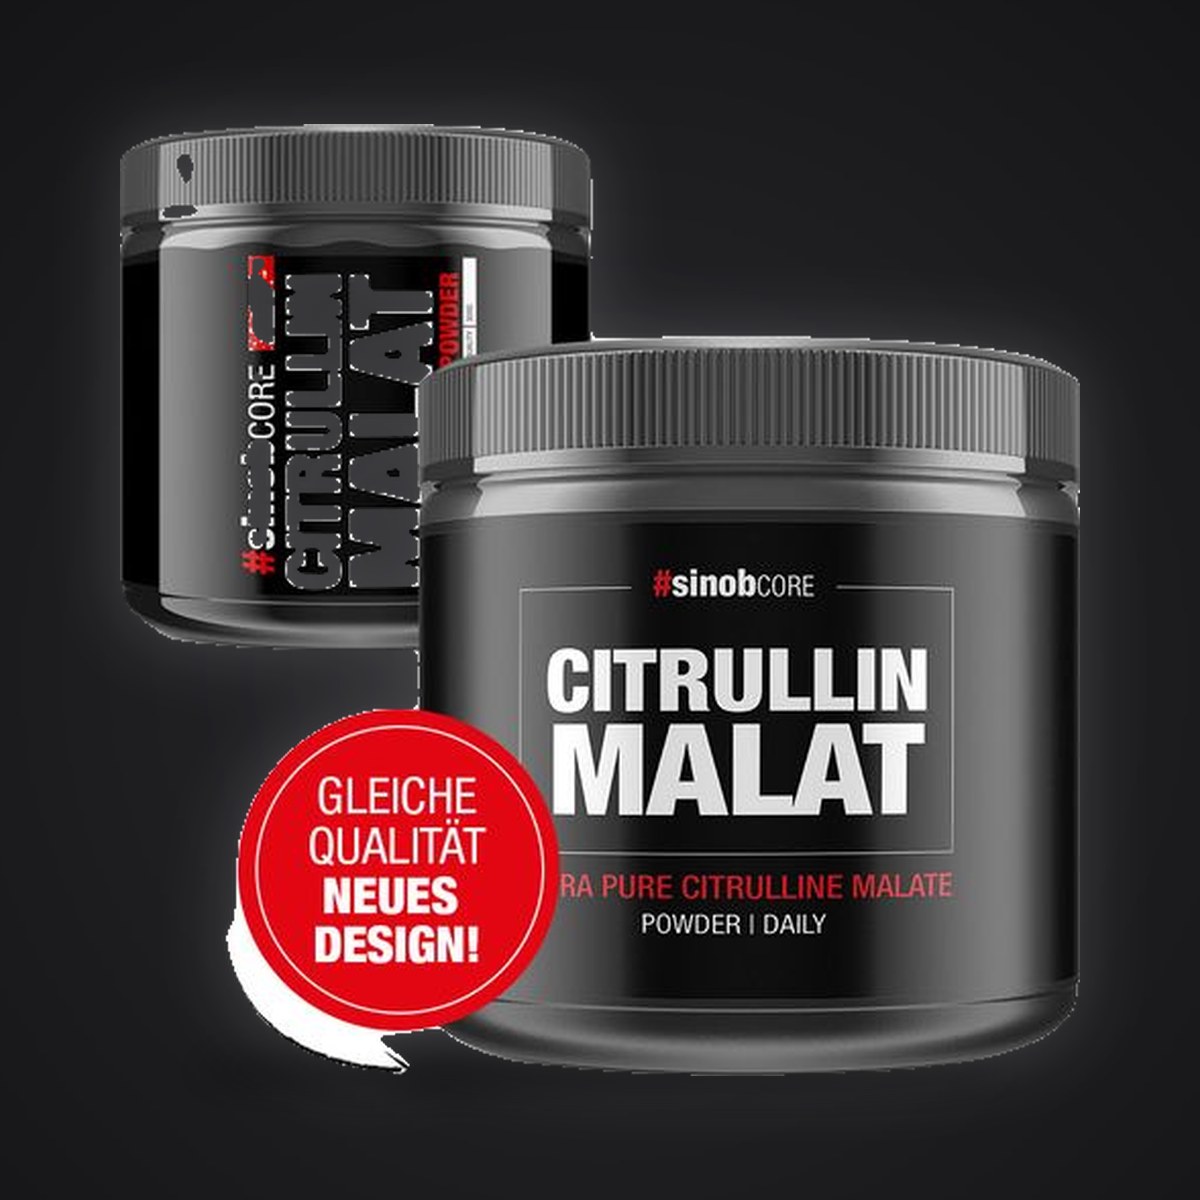 #sinobCORE
CITRULLIN
MALAT
POWDER
#sinobCORE
CITRULLIN
MALAT
RA PURE CITRULLINE MALATE
POWDER | DAILY
GLEICHE
QUALITÄT
NEUES
DESIGN!